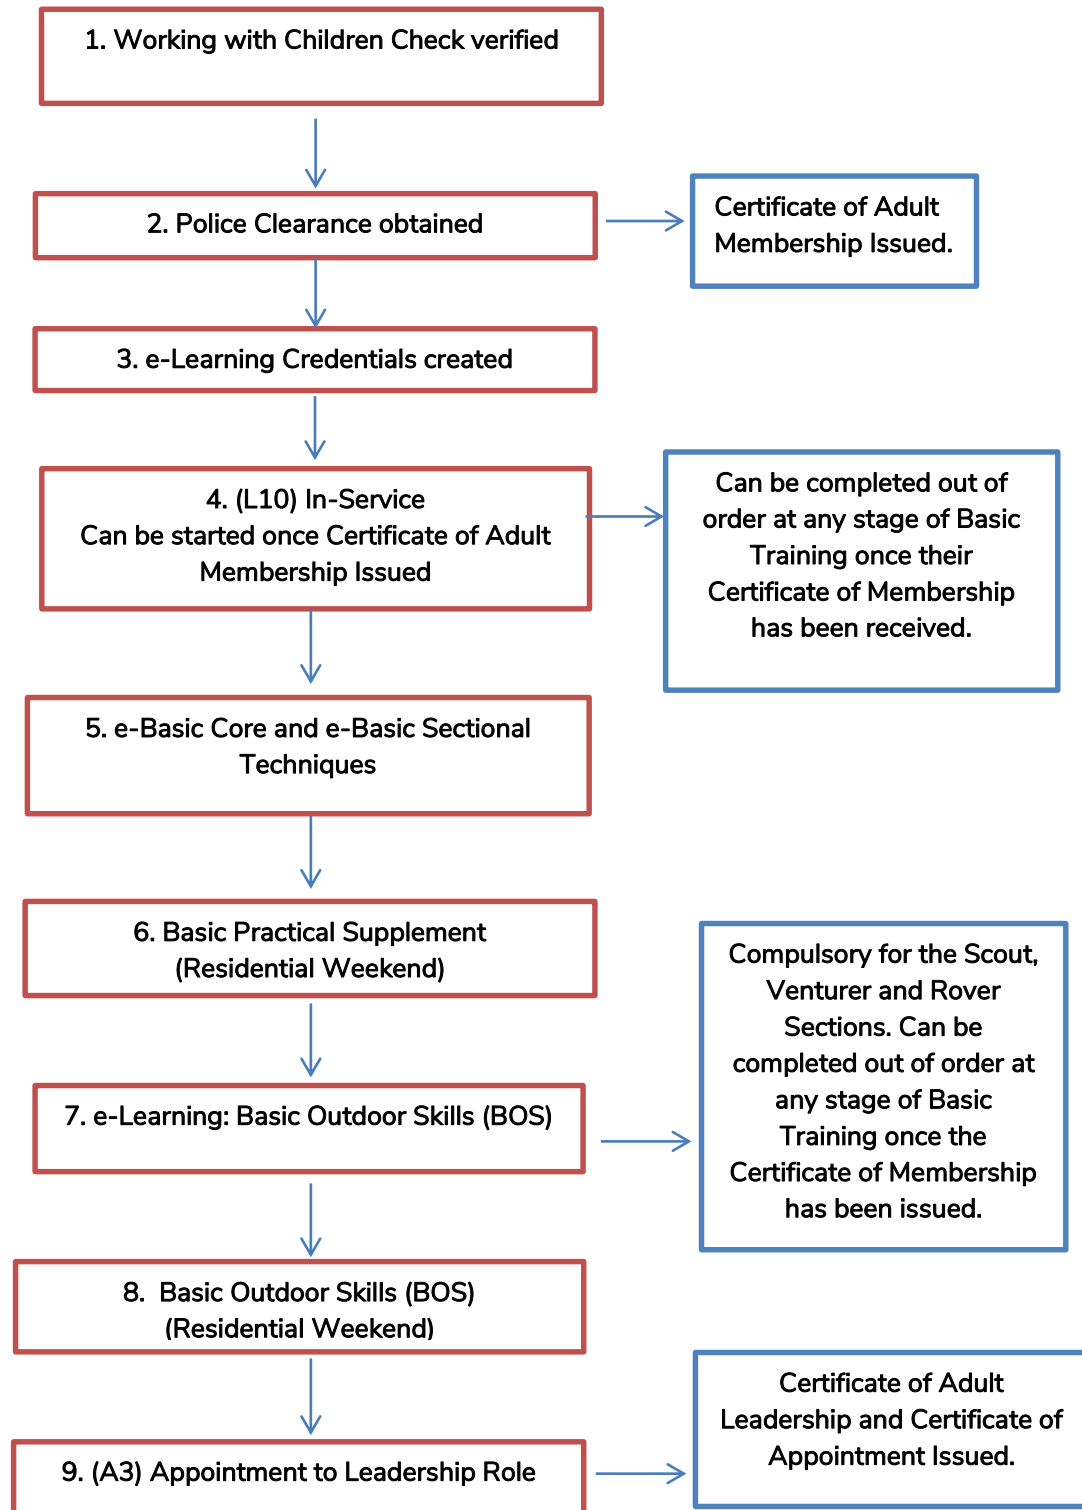 1. Working with Children Check verified
2. Police Clearance obtained
Certificate of Adult
Membership Issued.
3. e-Learning Credentials created
4. (L10) In-Service
Can be started once Certificate of Adult
Membership Issued
Can be completed out of
order at any stage of Basic
Training once their
Certificate of Membership
has been received.
5. e-Basic Core and e-Basic Sectional
Techniques
6. Basic Practical Supplement
(Residential Weekend)
7. e-Learning: Basic Outdoor Skills (BOS)
Compulsory for the Scout,
Venturer and Rover
Sections. Can be
completed out of order at
any stage of Basic
Training once the
Certificate of Membership
has been issued.
8. Basic Outdoor Skills (BOS)
(Residential Weekend)
9. (A3) Appointment to Leadership Role
Certificate of Adult
Leadership and Certificate of
Appointment Issued.